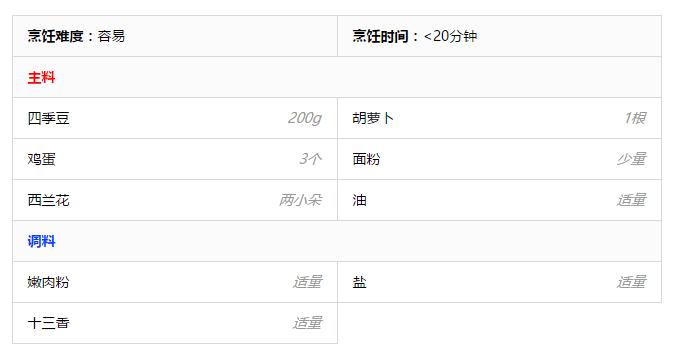 烹饪难度：容易 烹饪时间：<20分钟
主料
四季豆 200g 胡萝卜 1根
鸡蛋 3个 面粉 少量
西兰花 两小朵 油 适量
调料
嫩肉粉 适量 盐 适量
十三香 适量